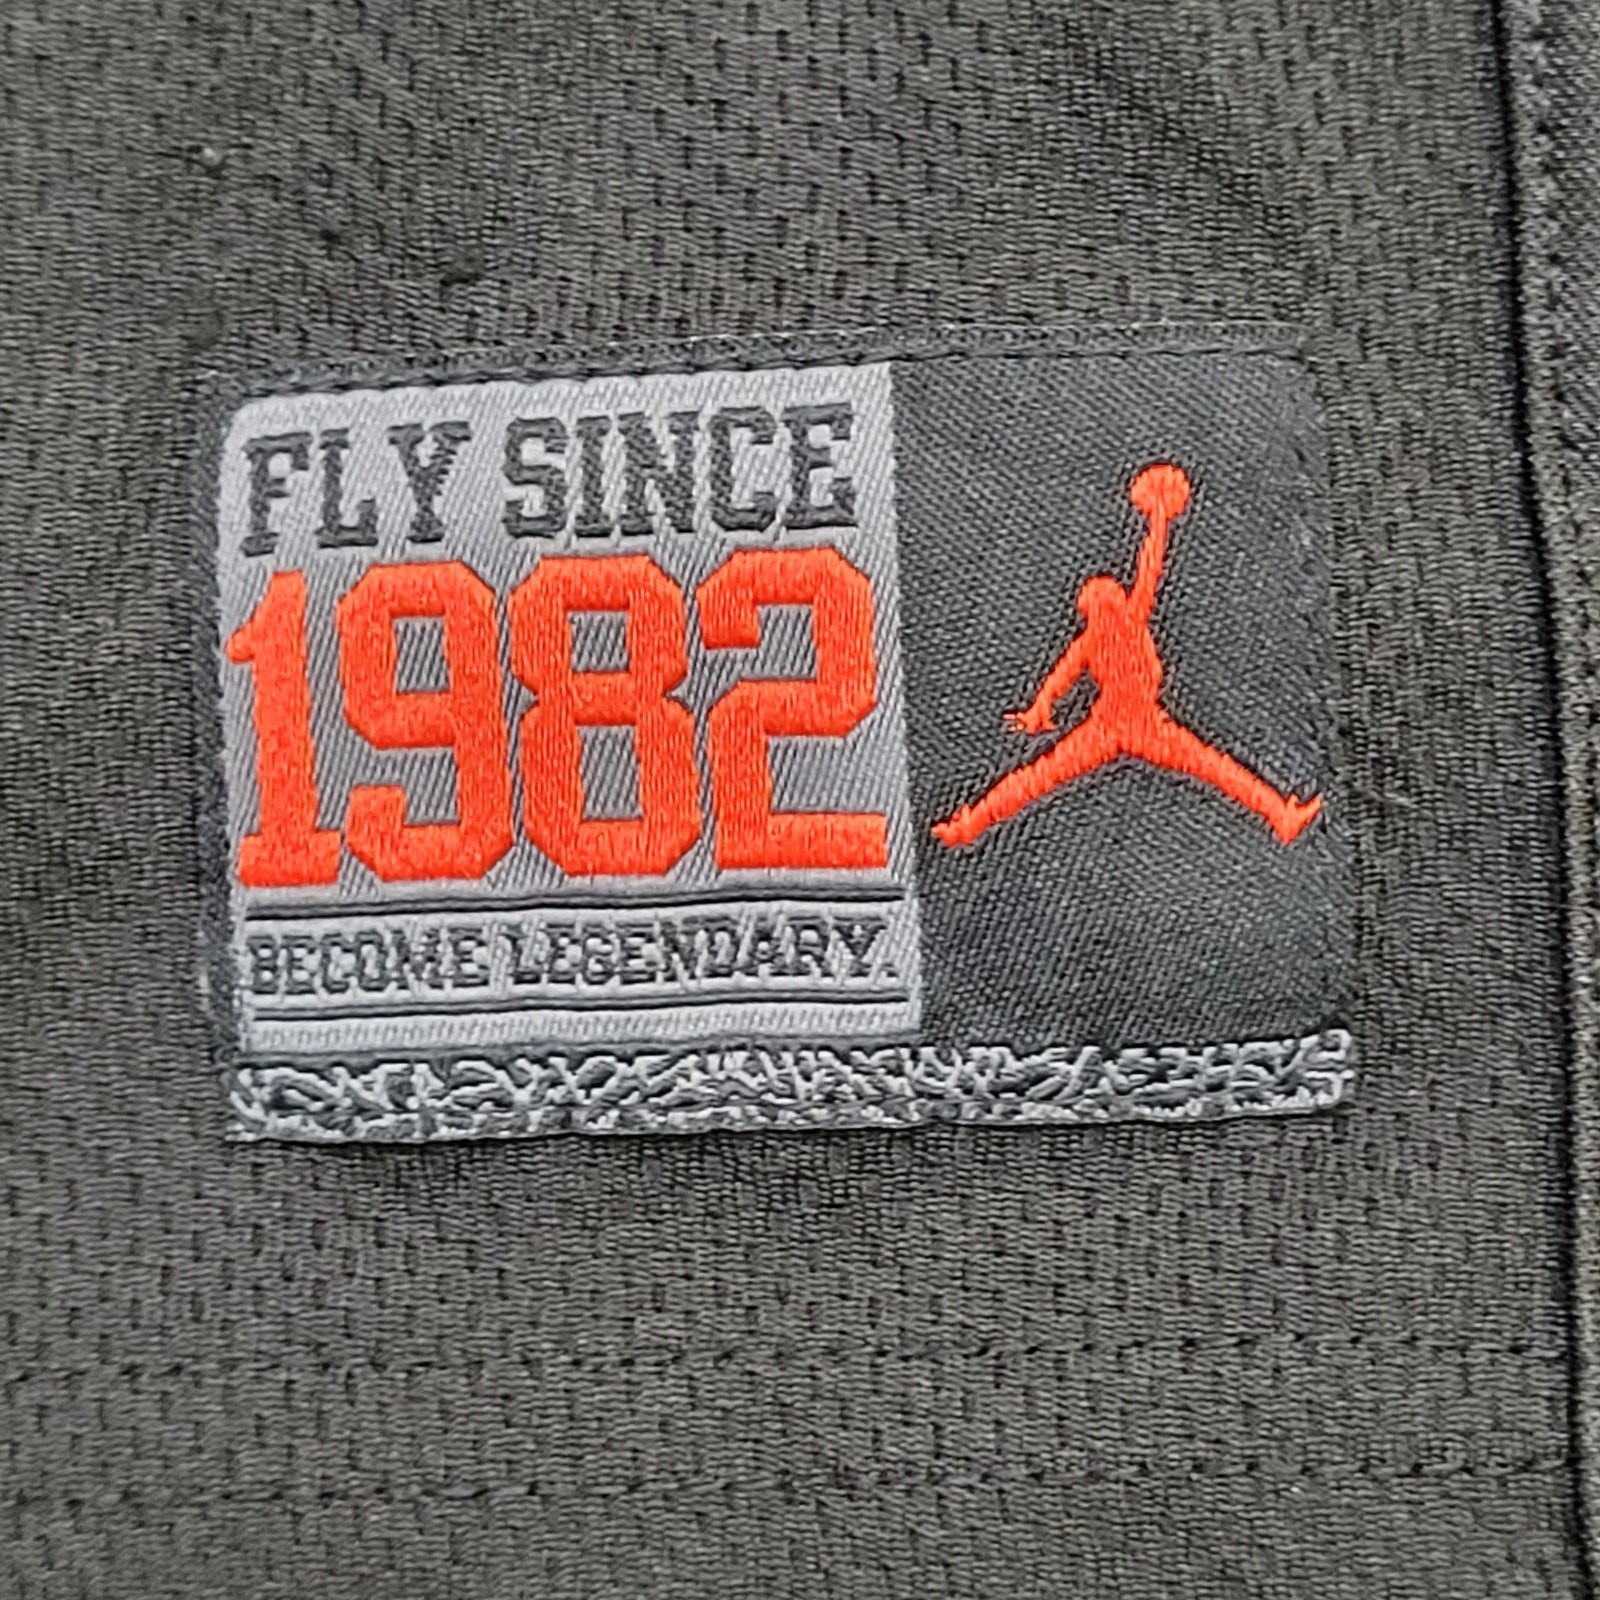 FLY SINCE
1982
BECOME LEGENDARY.